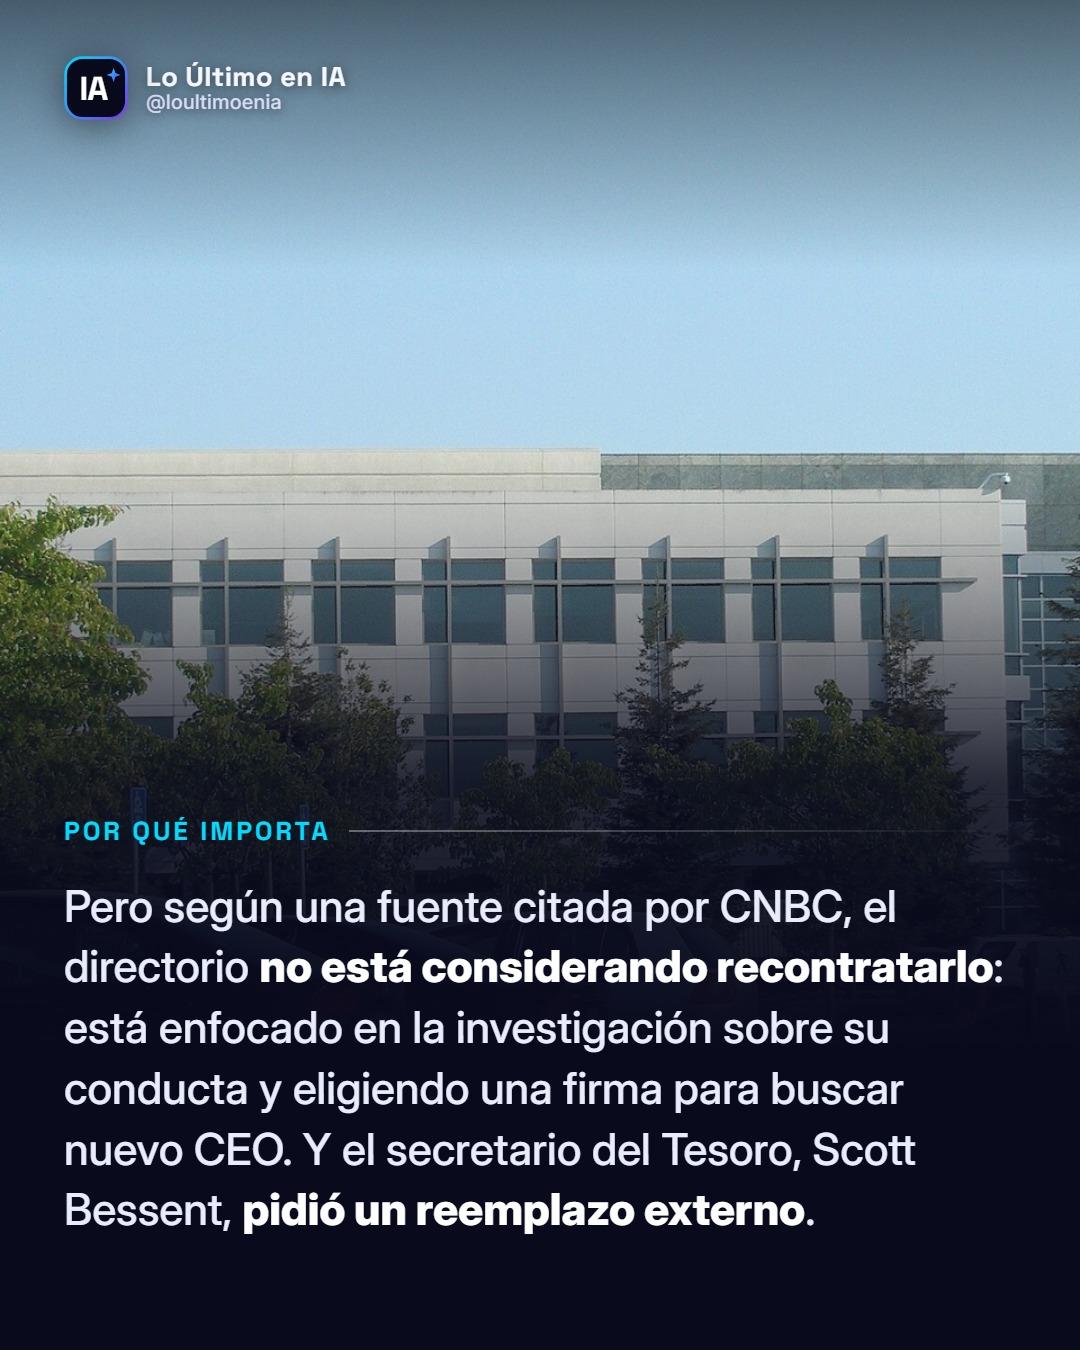 IA
Lo Último en IA
@loultimoenia
POR QUÉ IMPORTA
Pero según una fuente citada por CNBC, el
directorio no está considerando recontratarlo:
está enfocado en la investigación sobre su
conducta y eligiendo una firma para buscar
nuevo CEO. Y el secretario del Tesoro, Scott
Bessent, pidió un reemplazo externo.